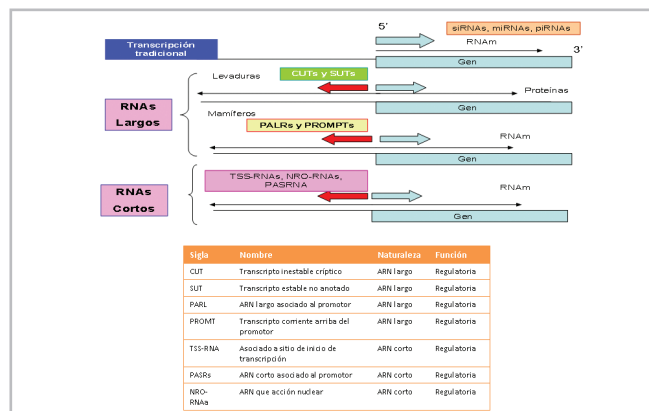 5’
siRNAs, miRNAs, piRNAs
Transcripción
tradicional
RNAm
3’
Gen
Levaduras
CUTs y SUTs
Proteínas
RNAs
Largos
Gen
Mamíferos
PALRs y PROMPTs
RNAm
Gen
TSS-RNAs, NRO-RNAs,
PASRNA
RNAs
Cortos
RNAm
Gen
Sigla Nombre Naturaleza Función
CUT Transcripto inestable críptico ARN largo Regulatoria
SUT Transcripto estable no anotado ARN largo Regulatoria
PARL ARN largo asociado al promotor ARN largo Regulatoria
PROMT Transcripto corriente arriba del ARN largo Regulatoria
promotor
TSS-RNA Asociado a sitio de inicio de ARN corto Regulatoria
transcripción
PASRs ARN corto asociado al promotor ARN corto Regulatoria
NRO- ARN que acción nuclear ARN corto Regulatoria
RNAa